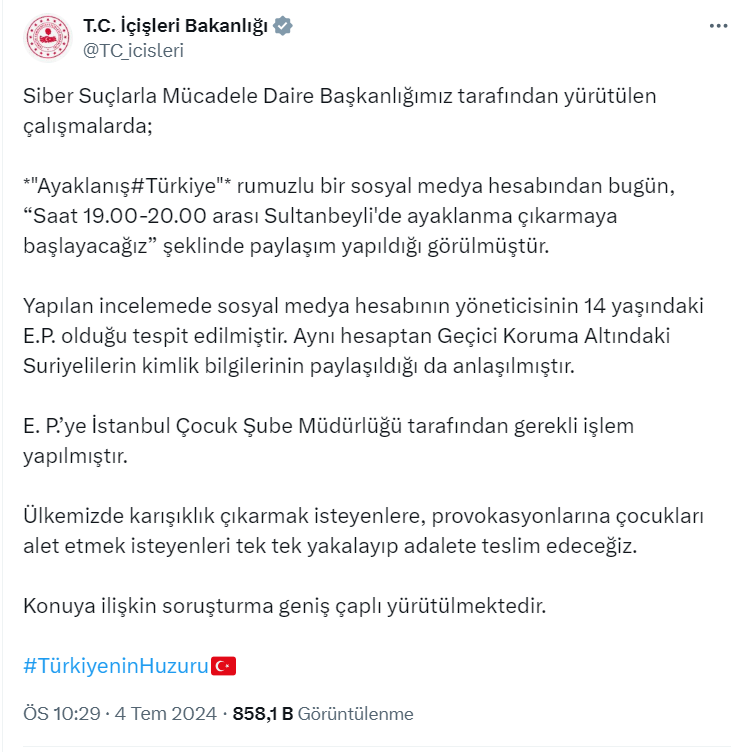 T.C. İçişleri Bakanlığı
@TC_icisleri
Siber Suçlarla Mücadele Daire Başkanlığımız tarafından yürütülen
çalışmalarda;
*"Ayaklanış#Türkiye"* rumuzlu bir sosyal medya hesabından bugün,
“Saat 19.00-20.00 arası Sultanbeyli'de ayaklanma çıkarmaya
başlayacağız” şeklinde paylaşım yapıldığı görülmüştür.
Yapılan incelemede sosyal medya hesabının yöneticisinin 14 yaşındaki
E.P. olduğu tespit edilmiştir. Aynı hesaptan Geçici Koruma Altındaki
Suriyelilerin kimlik bilgilerinin paylaşıldığı da anlaşılmıştır.
E. P.’ye İstanbul Çocuk Şube Müdürlüğü tarafından gerekli işlem
yapılmıştır.
Ülkemizde karışıklık çıkarmak isteyenlere, provokasyonlarına çocukları
alet etmek isteyenleri tek tek yakalayıp adalete teslim edeceğiz.
Konuya ilişkin soruşturma geniş çaplı yürütülmektedir.
#TürkiyeninHuzuru🇹🇷
ÖS 10:29 · 4 Tem 2024 · 858,1 B Görüntülenme